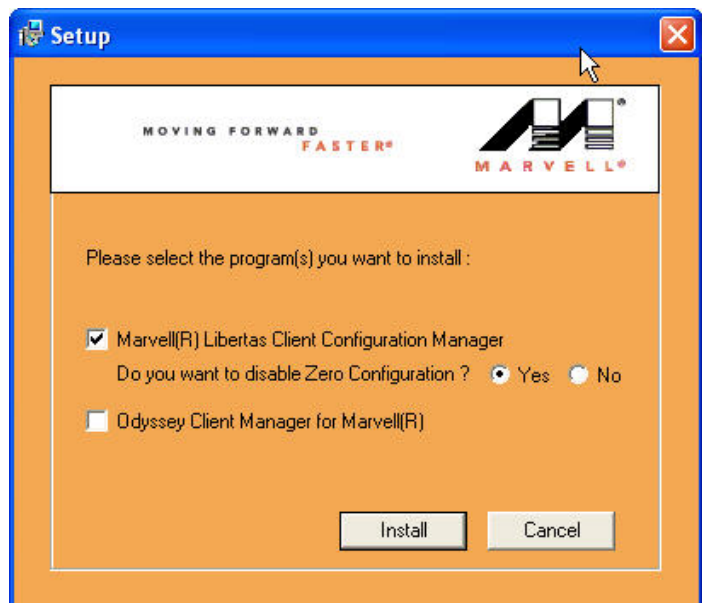 Setup
MOVING FORWARD
FASTER®
MARVELL®
Please select the program(s) you want to install :
Marvell(R) Libertas Client Configuration Manager
Do you want to disable Zero Configuration ? Yes No
Odyssey Client Manager for Marvell(R)
Install Cancel